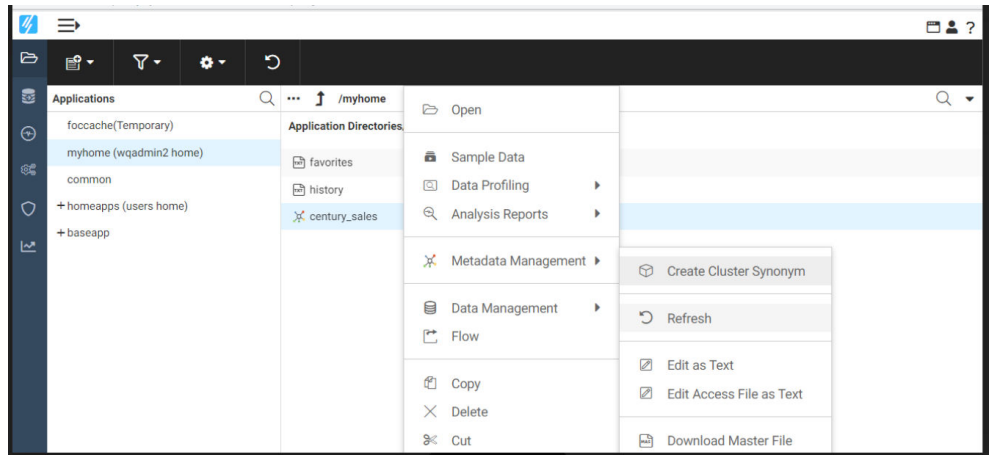 ?
Applications
... /myhome
foccache(Temporary)
myhome (wqadmin2 home)
common
+ homeapps (users home)
+ baseapp
Application Directories
favorites
history
century_sales
Open
Sample Data
Data Profiling
Analysis Reports
Metadata Management
Data Management
Flow
Copy
Delete
Cut
Create Cluster Synonym
Refresh
Edit as Text
Edit Access File as Text
Download Master File